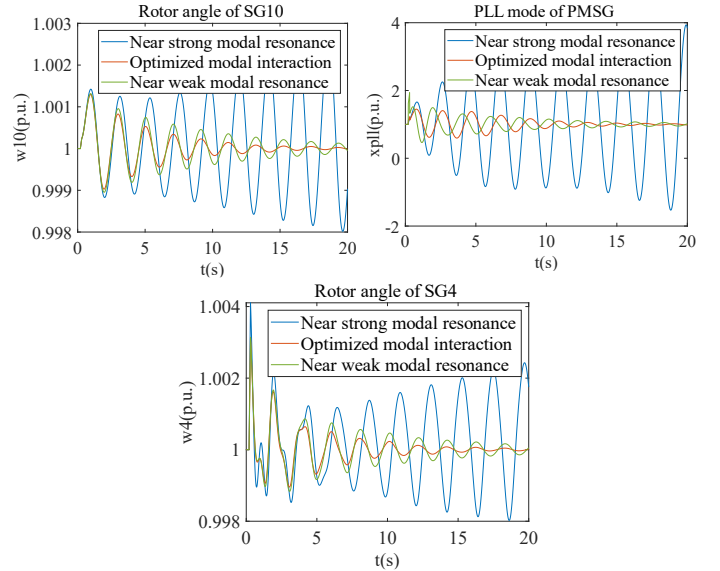 Rotor angle of SG10
1.003
1.002
1.001
1
0.999
0.998
w10(p.u.)
Near strong modal resonance
Optimized modal interaction
Near weak modal resonance
0 5 10 15 20
t(s)
PLL mode of PMSG
4
2
0
-2
xpll(p.u.)
Near strong modal resonance
Optimized modal interaction
Near weak modal resonance
0 5 10 15 20
t(s)
Rotor angle of SG4
1.004
1.002
1
0.998
w4(p.u.)
Near strong modal resonance
Optimized modal interaction
Near weak modal resonance
0 5 10 15 20
t(s)